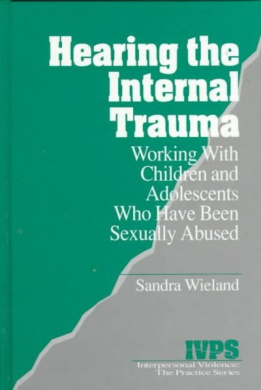 Hearing the
Internal
Trauma
Working With
Children and
Adolescents
Who Have Been
Sexually Abused
Sandra Wieland
IVPS
Interpersonal Violence:
The Practice Series